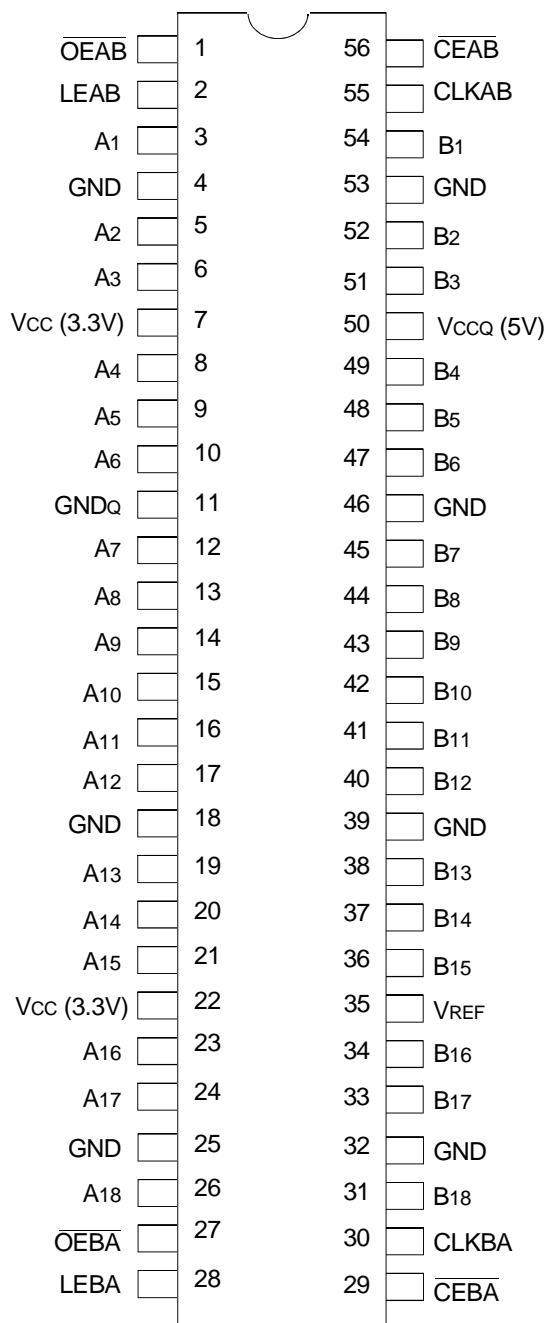 O̅E̅A̅B̅ 1 56 C̅E̅A̅B̅
LEAB 2 55 CLKAB
A1 3 54 B1
GND 4 53 GND
A2 5 52 B2
A3 6 51 B3
VCC (3.3V) 7 50 VCCQ (5V)
A4 8 49 B4
A5 9 48 B5
A6 10 47 B6
GNDQ 11 46 GND
A7 12 45 B7
A8 13 44 B8
A9 14 43 B9
A10 15 42 B10
A11 16 41 B11
A12 17 40 B12
GND 18 39 GND
A13 19 38 B13
A14 20 37 B14
A15 21 36 B15
VCC (3.3V) 22 35 VREF
A16 23 34 B16
A17 24 33 B17
GND 25 32 GND
A18 26 31 B18
O̅E̅B̅A̅ 27 30 CLKBA
LEBA 28 29 C̅E̅B̅A̅